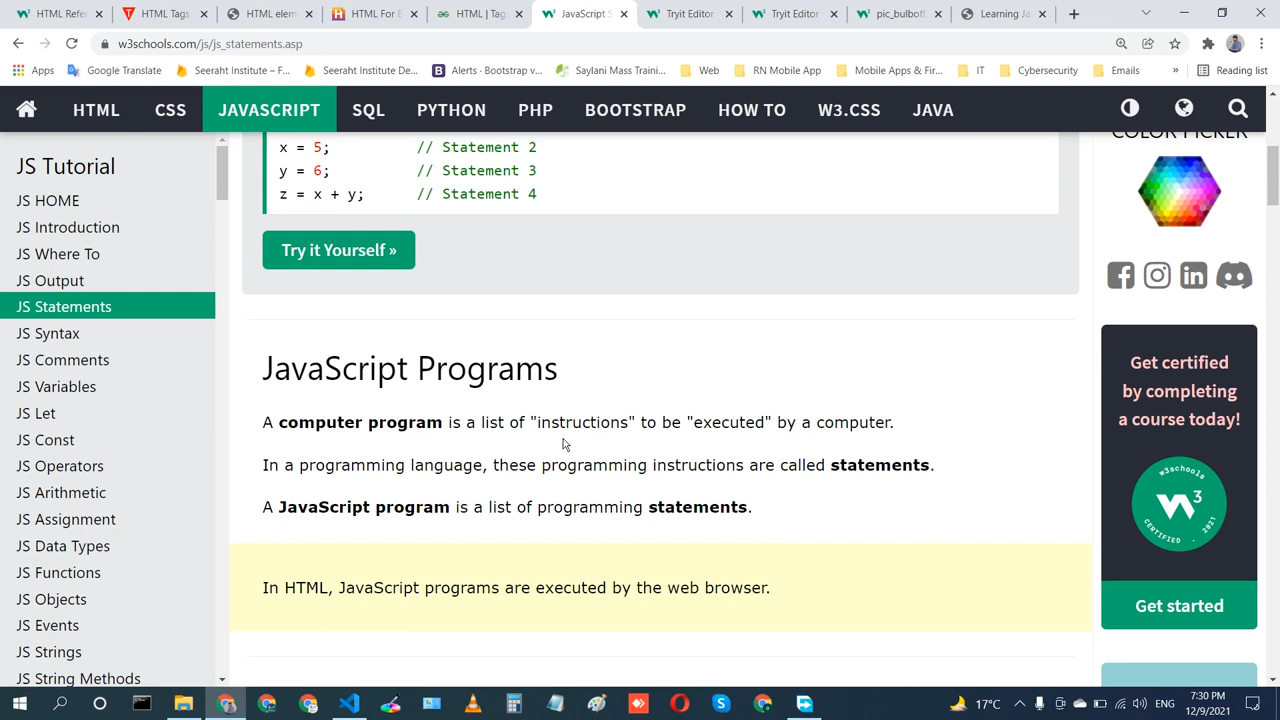 HTML Refer
HTML Tags
HTML elem
HTML For B
HTML | Tags
JavaScript S
Tryit Editor
Tryit Editor
pic_bulboff.
Learning Ja
w3schools.com/js/js_statements.asp
Apps
Google Translate
Seeraht Institute – F...
Seeraht Institute De...
Alerts · Bootstrap v...
Saylani Mass Traini...
Web
RN Mobile App
Mobile Apps & Fir...
IT
Cybersecurity
Emails
»
Reading list
HTML
CSS
JAVASCRIPT
SQL
PYTHON
PHP
BOOTSTRAP
HOW TO
W3.CSS
JAVA
JS Tutorial
JS HOME
JS Introduction
JS Where To
JS Output
JS Statements
JS Syntax
JS Comments
JS Variables
JS Let
JS Const
JS Operators
JS Arithmetic
JS Assignment
JS Data Types
JS Functions
JS Objects
JS Events
JS Strings
JS String Methods
x = 5; // Statement 2
y = 6; // Statement 3
z = x + y; // Statement 4
Try it Yourself »
JavaScript Programs
A computer program is a list of "instructions" to be "executed" by a computer.
In a programming language, these programming instructions are called statements.
A JavaScript program is a list of programming statements.
In HTML, JavaScript programs are executed by the web browser.
COLOR PICKER
Get certified
by completing
a course today!
w3schools
W3
CERTIFIED . 2021
Get started
17°C
ENG
7:30 PM
12/9/2021